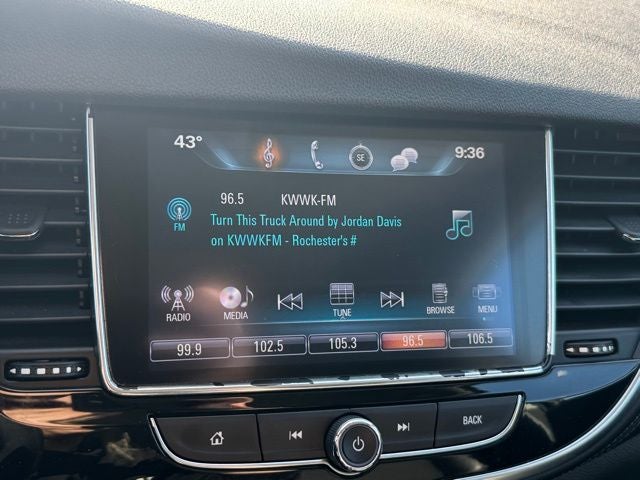 43°
SE
9:36
96.5 KWWK-FM
FM
Turn This Truck Around by Jordan Davis
on KWWKFM - Rochester's #
RADIO MEDIA TUNE BROWSE MENU
99.9 102.5 105.3 96.5 106.5
BACK